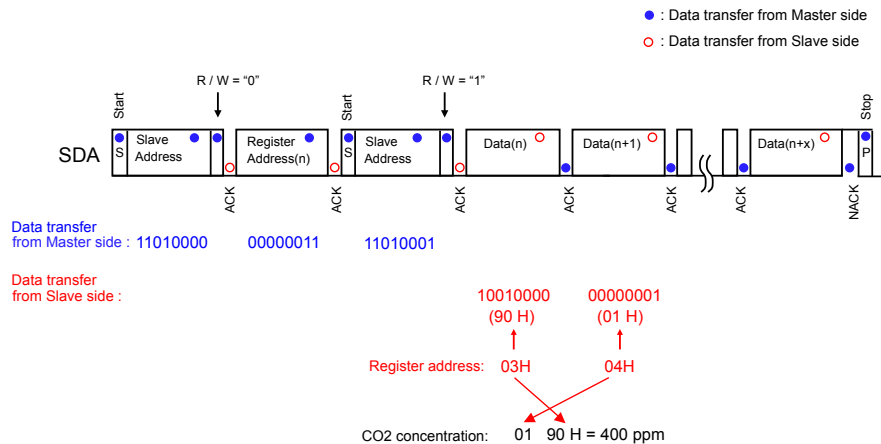 : Data transfer from Master side
: Data transfer from Slave side
R / W = “0”
R / W = “1”
Start
Start
Stop
SDA
S
Slave
Address
Register
Address(n)
S
Slave
Address
Data(n)
Data(n+1)
Data(n+x)
P
ACK
ACK
ACK
ACK
ACK
ACK
NACK
Data transfer
from Master side : 11010000 00000011 11010001
Data transfer
from Slave side :
10010000 00000001
(90 H) (01 H)
Register address: 03H 04H
CO2 concentration: 01 90 H = 400 ppm